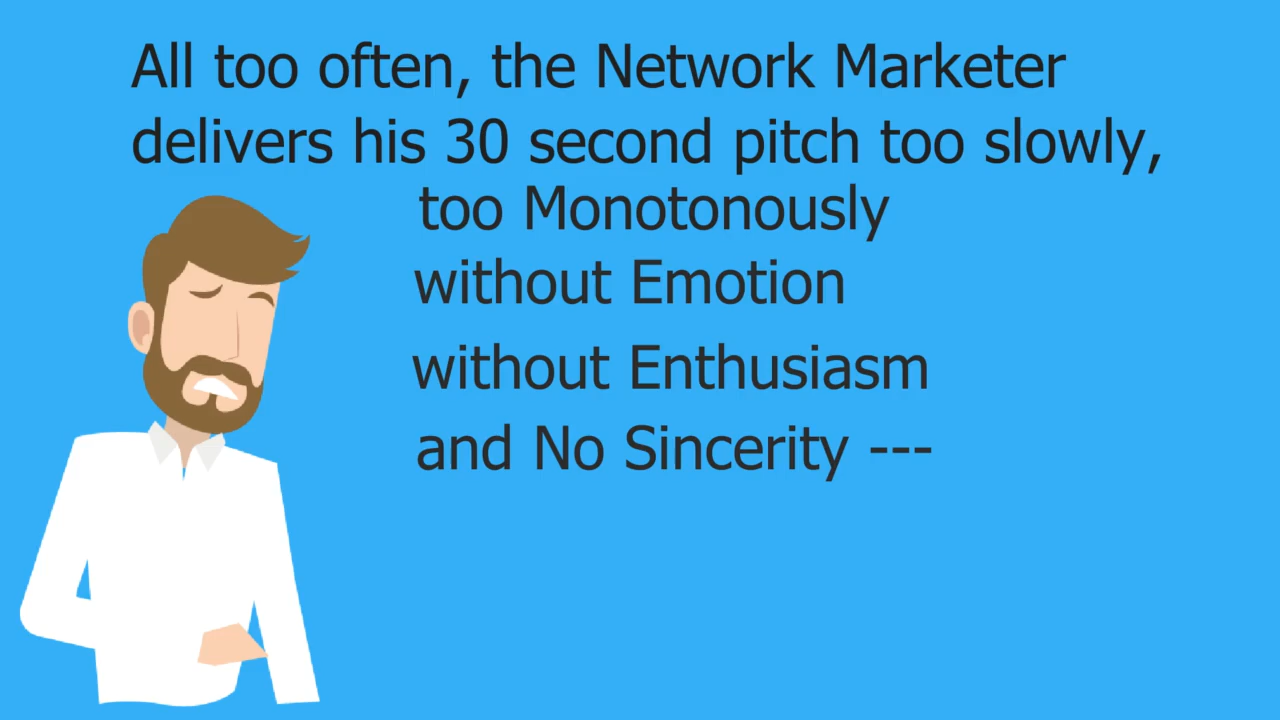 All too often, the Network Marketer
delivers his 30 second pitch too slowly,
too Monotonously
without Emotion
without Enthusiasm
and No Sincerity ---